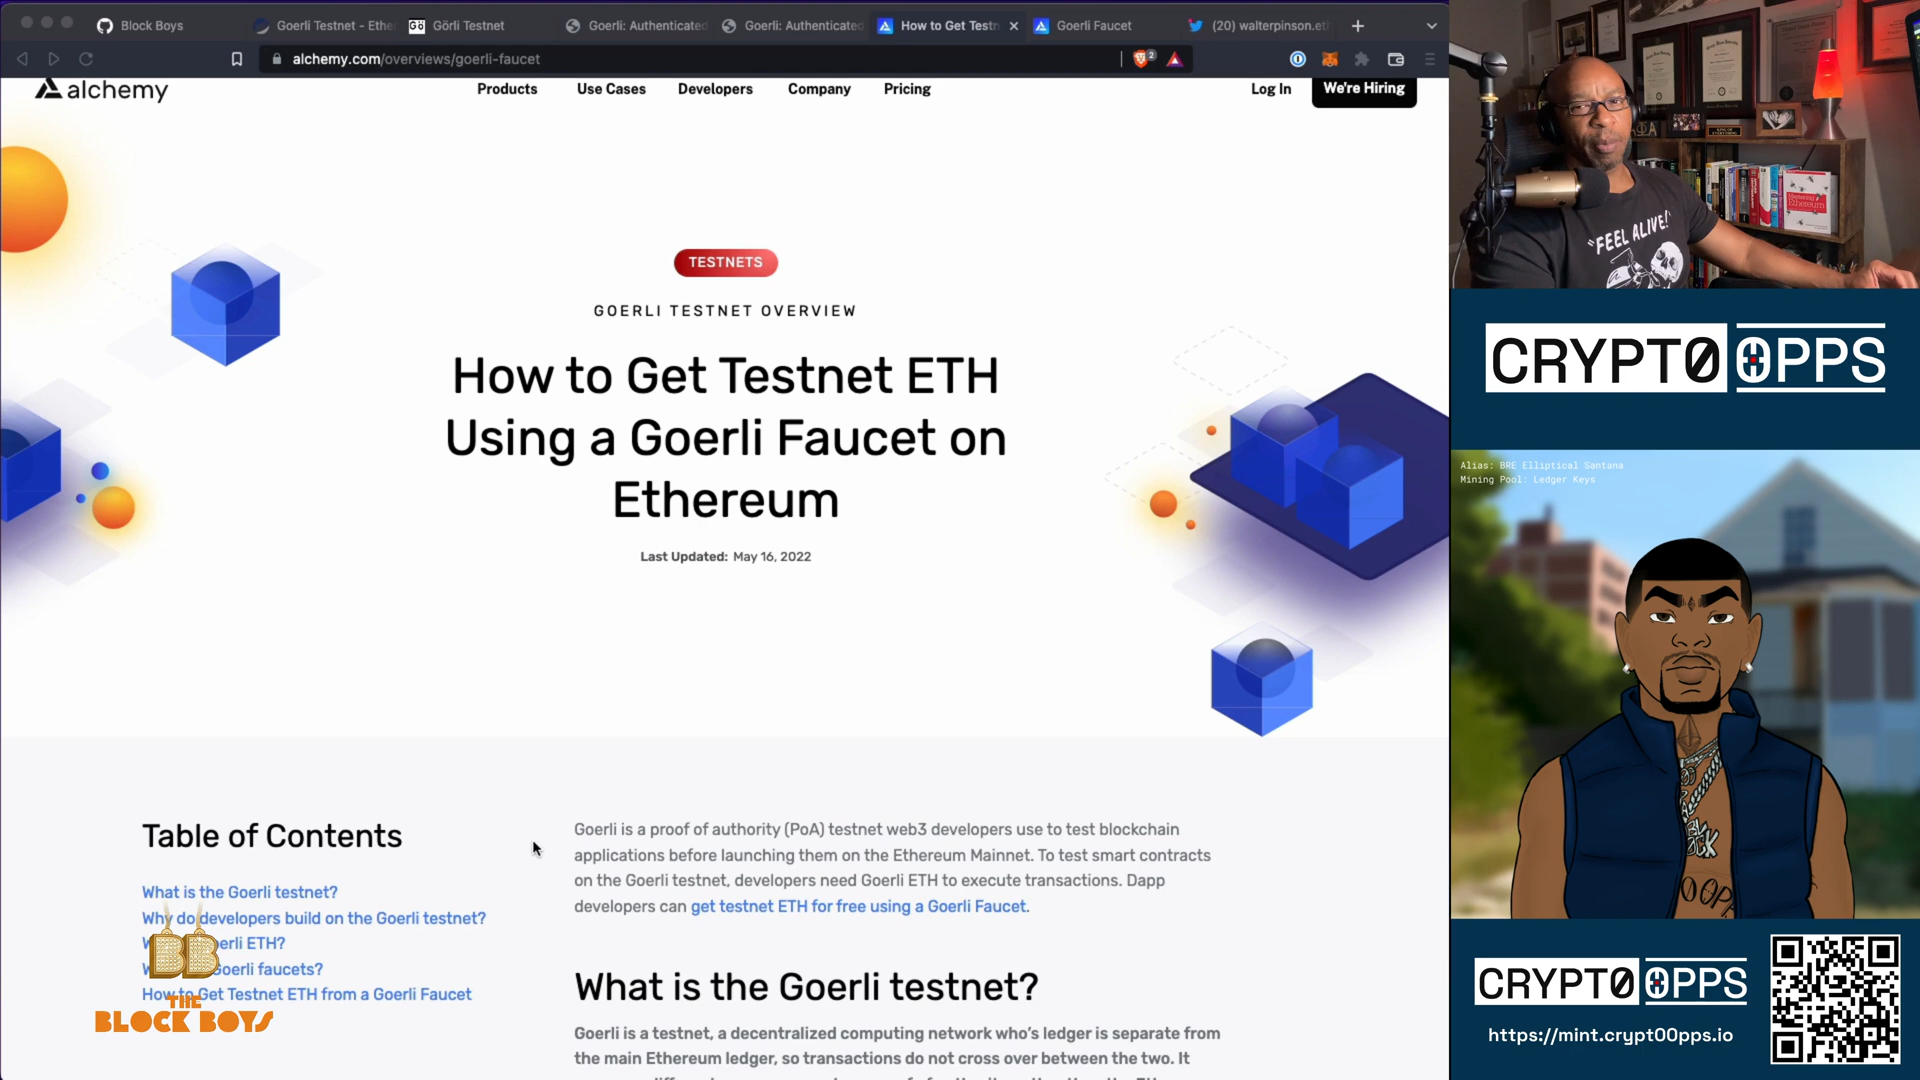 Block Boys
Goerli Testnet - Ethe
Gö Görli Testnet
Goerli: Authenticated
Goerli: Authenticated
How to Get Testn
Goerli Faucet
(20) walterpinson.eth
alchemy.com/overviews/goerli-faucet
2
alchemy
Products
Use Cases
Developers
Company
Pricing
Log In
We're Hiring
TESTNETS
GOERLI TESTNET OVERVIEW
How to Get Testnet ETH
Using a Goerli Faucet on
Ethereum
Last Updated: May 16, 2022
Table of Contents
What is the Goerli testnet?
Why do developers build on the Goerli testnet?
erli ETH?
Goerli faucets?
How to Get Testnet ETH from a Goerli Faucet
BB
THE
BLOCK BOYS
Goerli is a proof of authority (PoA) testnet web3 developers use to test blockchain
applications before launching them on the Ethereum Mainnet. To test smart contracts
on the Goerli testnet, developers need Goerli ETH to execute transactions. Dapp
developers can get testnet ETH for free using a Goerli Faucet.
What is the Goerli testnet?
Goerli is a testnet, a decentralized computing network who's ledger is separate from
the main Ethereum ledger, so transactions do not cross over between the two. It
"FEEL ALIVE!"
Mastering
Ethereum
CRYPT0 0PPS
Alias: BRE Elliptical Santana
Mining Pool: Ledger Keys
CRYPT0 0PPS
https://mint.crypt00pps.io